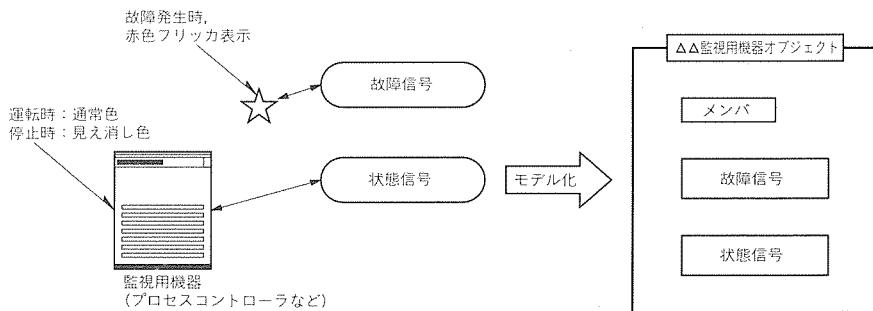 故障発生時,
赤色フリッカ表示
故障信号
運転時：通常色
停止時：見え消し色
状態信号
監視用機器
(プロセスコントローラなど)
モデル化
△△監視用機器オブジェクト
メンバ
故障信号
状態信号